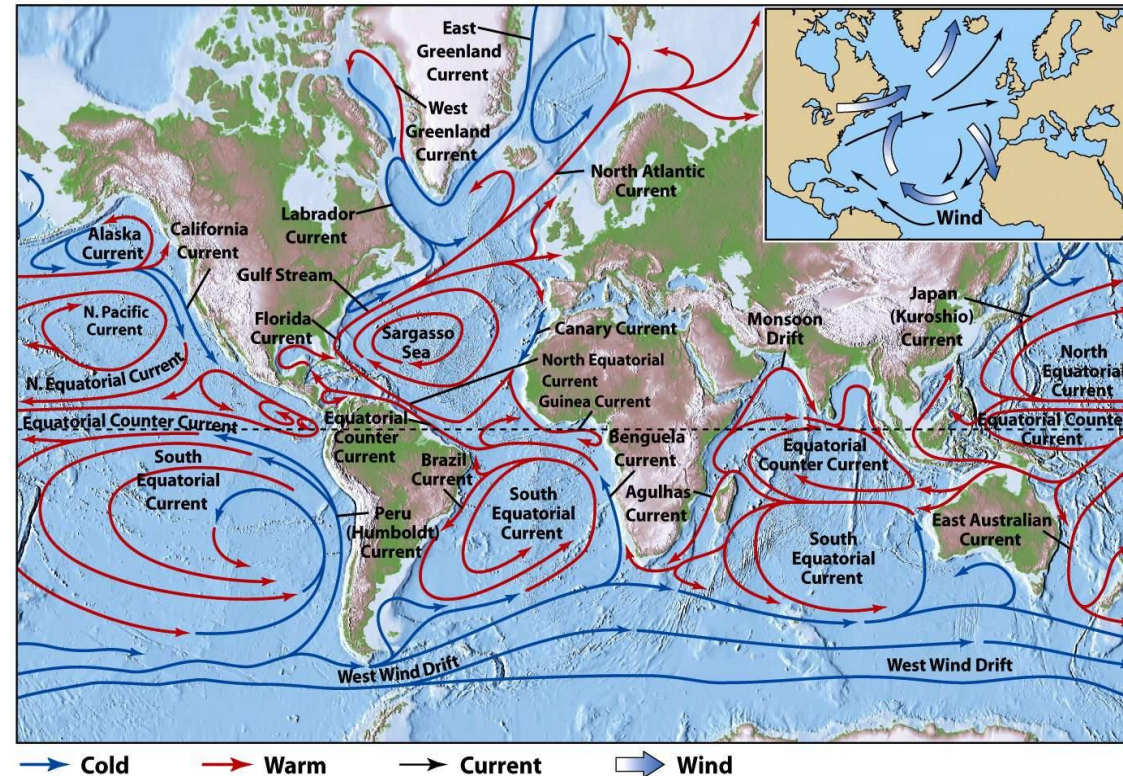 East
Greenland
Current
West
Greenland
Current
North Atlantic
Current
Labrador
Current
Alaska
Current
California
Current
Gulf Stream
N. Pacific
Current
Florida
Current
Sargasso
Sea
Canary Current
Monsoon
Drift
Japan
(Kuroshio)
Current
North Equatorial
Current
Guinea Current
N. Equatorial Current
North
Equatorial
Current
Equatorial Counter Current
Equatorial
Counter
Current
Equatorial Counter
Current
South
Equatorial
Current
Brazil
Current
Benguela
Current
Equatorial
Counter Current
Peru
(Humboldt)
Current
South
Equatorial
Current
Agulhas
Current
South
Equatorial
Current
East Australian
Current
West Wind Drift
West Wind Drift
Wind
Cold
Warm
Current
Wind